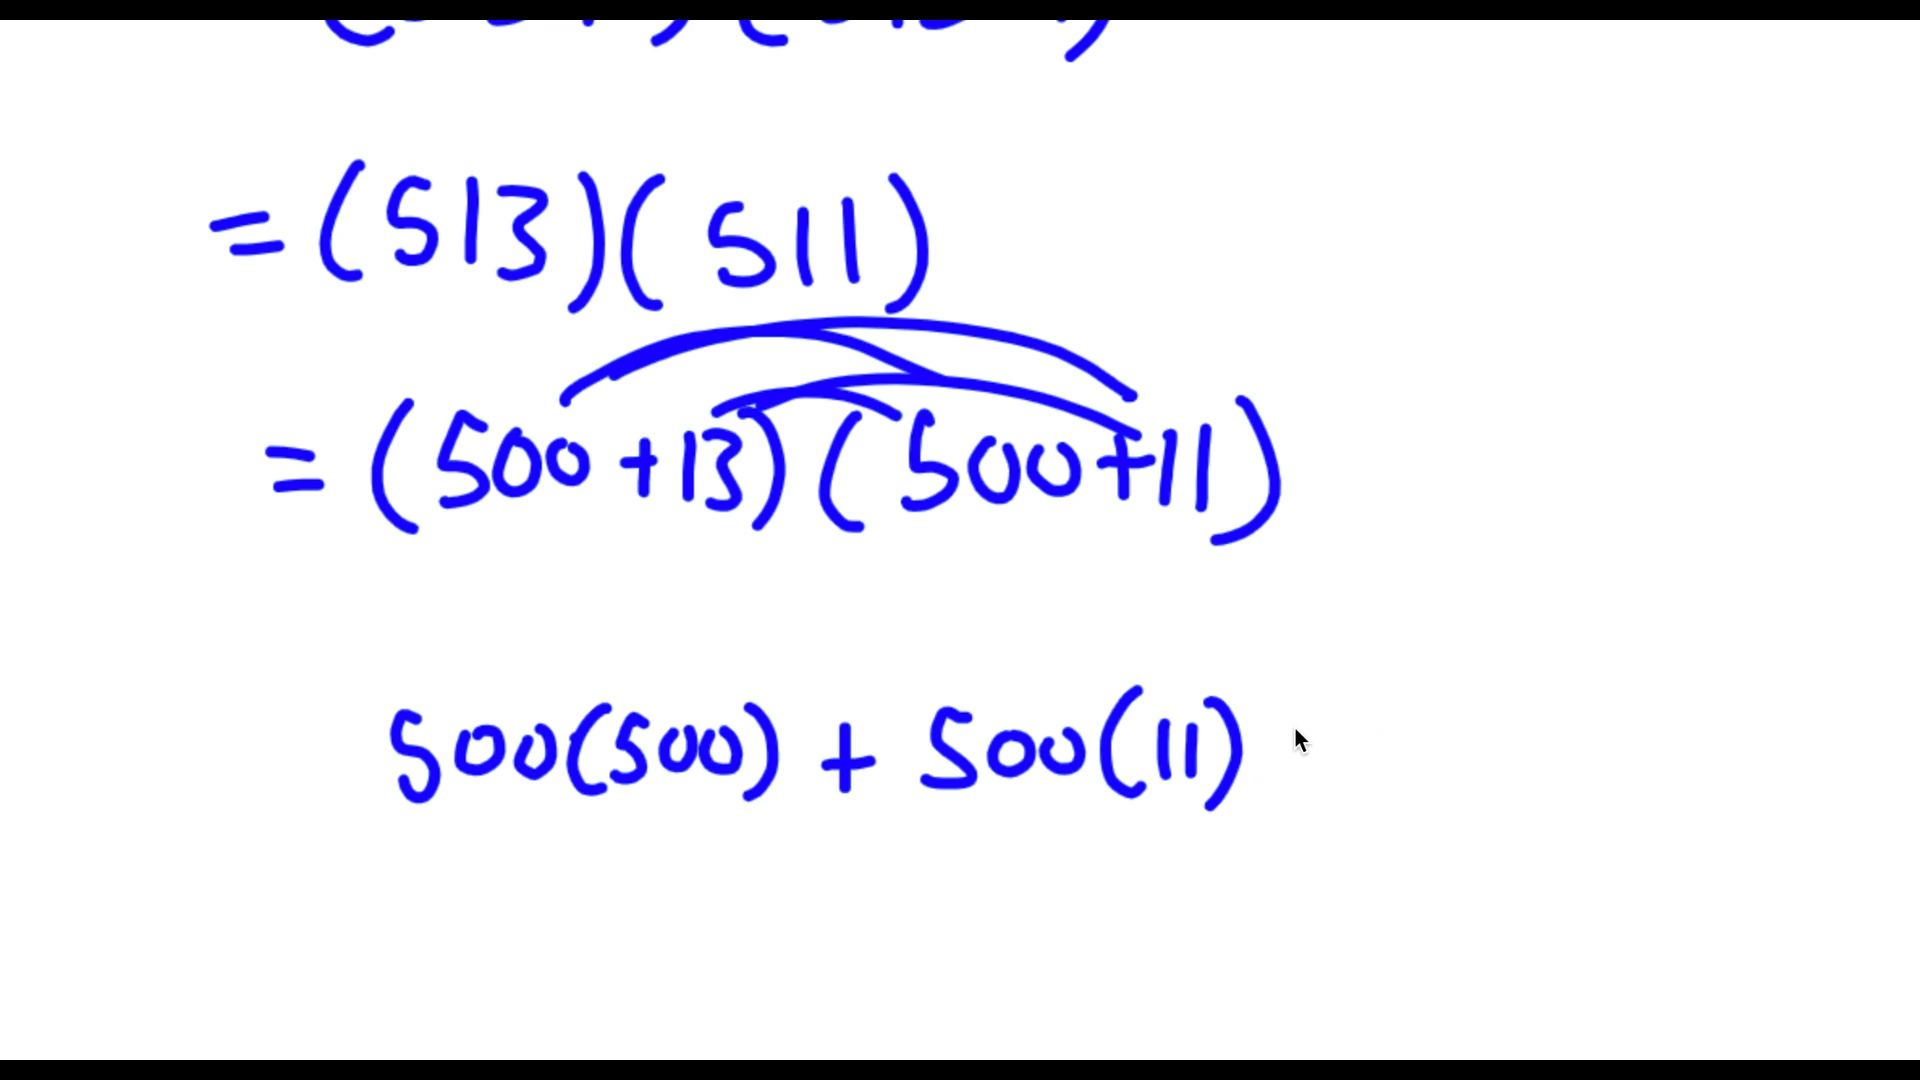 = (513)(511)
= (500+13)(500+11)
500(500) + 500(11)